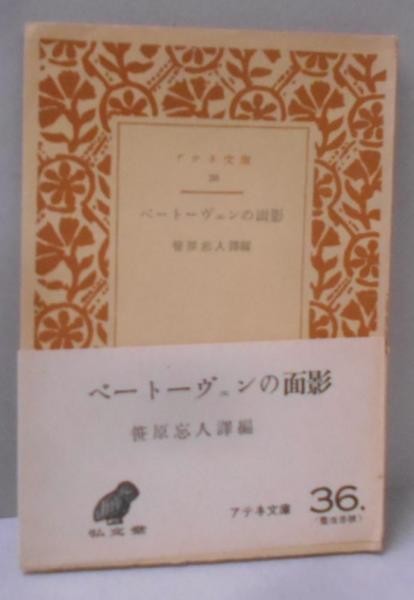 アテネ文庫
36
ベートーヴェンの面影
笹原忘人譯編
ベートーヴェンの面影
笹原忘人譯編
弘文堂
アテネ文庫
36.